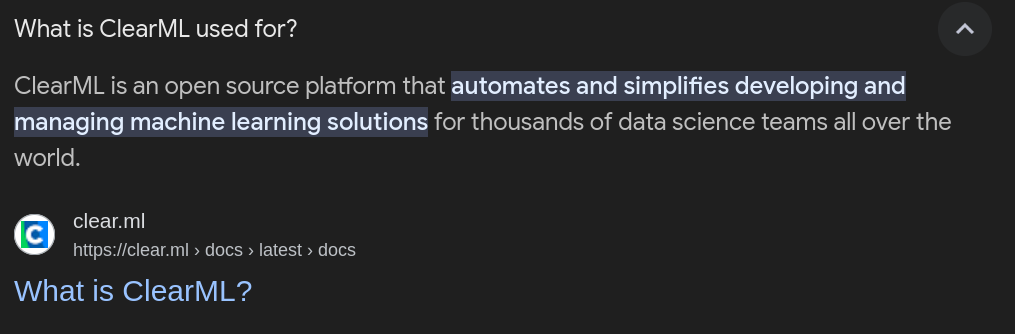 What is ClearML used for?
ClearML is an open source platform that automates and simplifies developing and
managing machine learning solutions for thousands of data science teams all over the
world.
C
clear.ml
https://clear.ml › docs › latest › docs
What is ClearML?